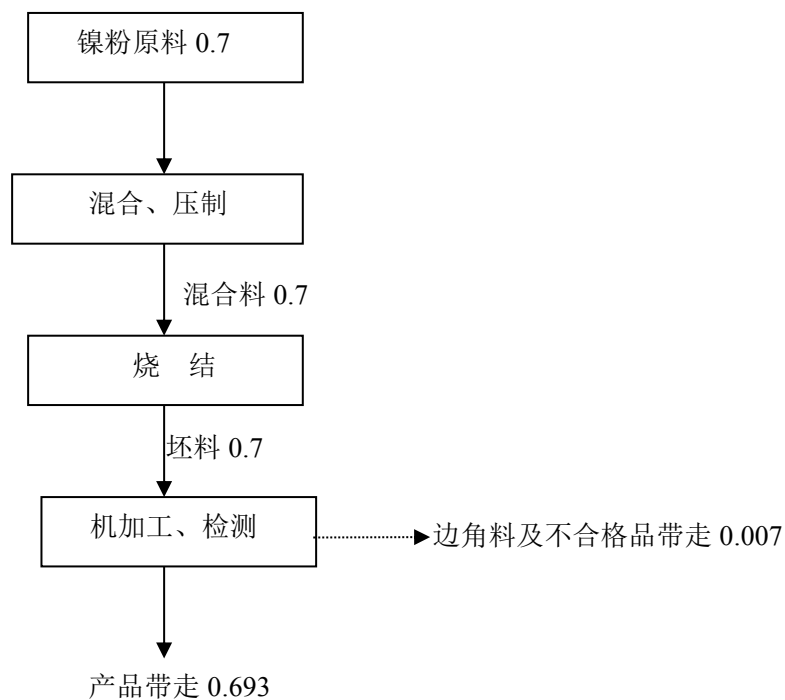 镍粉原料 0.7
混合、压制
混合料 0.7
烧 结
坯料 0.7
机加工、检测
边角料及不合格品带走 0.007
产品带走 0.693